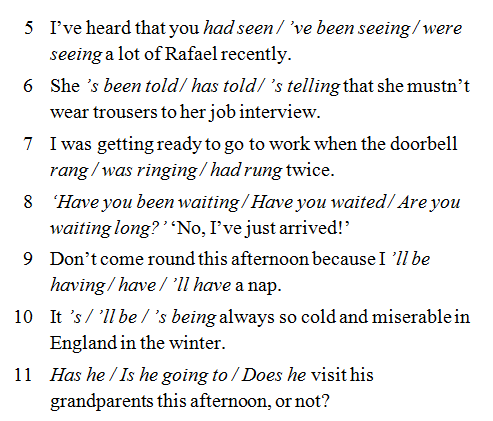 5 I've heard that you had seen / 've been seeing / were
seeing a lot of Rafael recently.
6 She 's been told / has told / 's telling that she mustn't
wear trousers to her job interview.
7 I was getting ready to go to work when the doorbell
rang / was ringing / had rung twice.
8 'Have you been waiting / Have you waited / Are you
waiting long?' 'No, I've just arrived!'
9 Don't come round this afternoon because I 'll be
having / have / 'll have a nap.
10 It 's / 'll be / 's being always so cold and miserable in
England in the winter.
11 Has he / Is he going to / Does he visit his
grandparents this afternoon, or not?